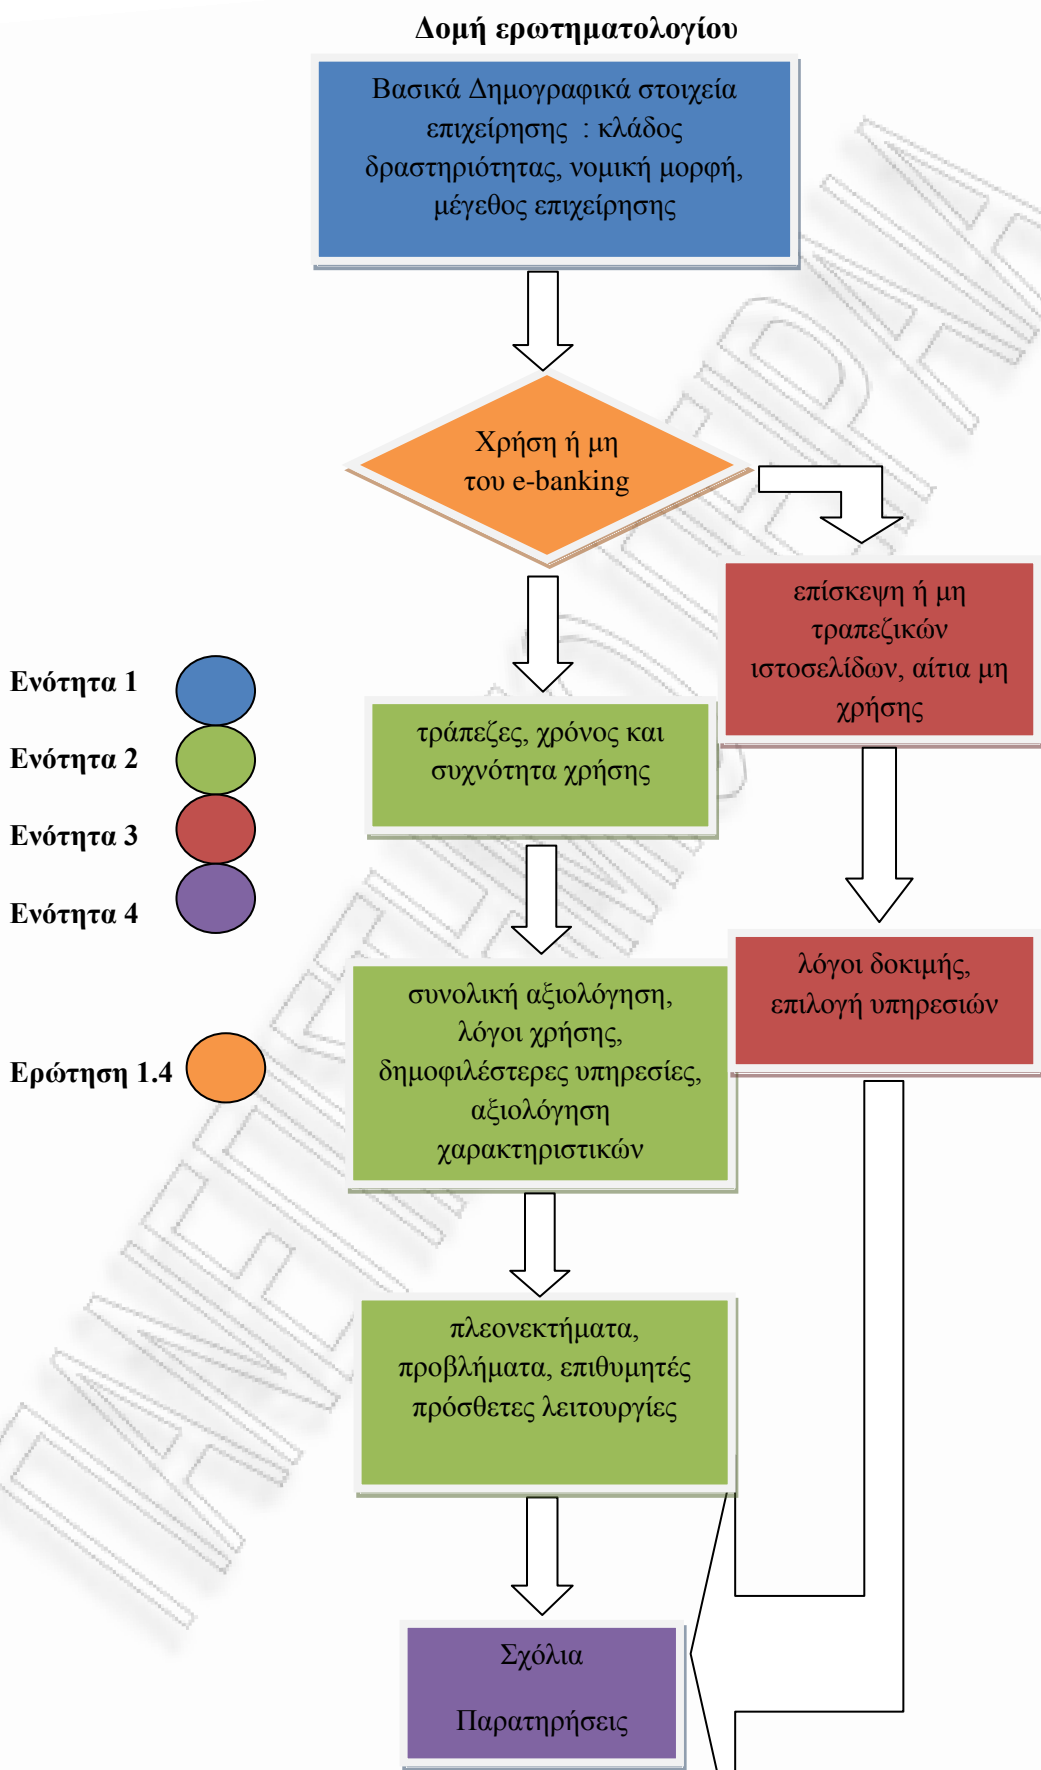 Δομή ερωτηματολογίου
Βασικά Δημογραφικά στοιχεία
επιχείρησης : κλάδος
δραστηριότητας, νομική μορφή,
μέγεθος επιχείρησης
Χρήση ή μη
του e-banking
επίσκεψη ή μη
τραπεζικών
ιστοσελίδων, αίτια μη
χρήσης
τράπεζες, χρόνος και
συχνότητα χρήσης
Ενότητα 1
Ενότητα 2
Ενότητα 3
Ενότητα 4
λόγοι δοκιμής,
επιλογή υπηρεσιών
συνολική αξιολόγηση,
λόγοι χρήσης,
δημοφιλέστερες υπηρεσίες,
αξιολόγηση
χαρακτηριστικών
Ερώτηση 1.4
πλεονεκτήματα,
προβλήματα, επιθυμητές
πρόσθετες λειτουργίες
Σχόλια
Παρατηρήσεις